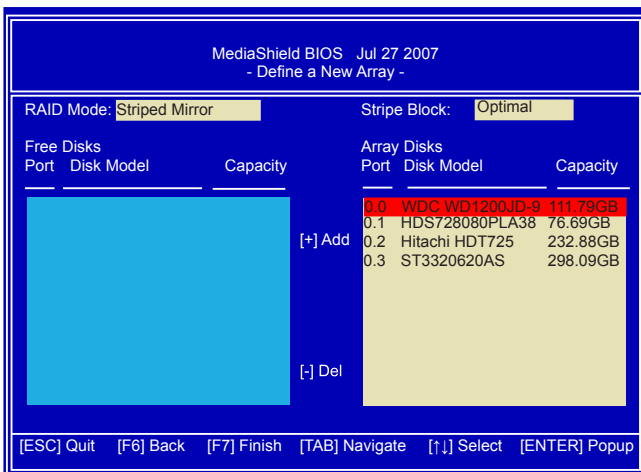 MediaShield BIOS Jul 27 2007
- Define a New Array -
RAID Mode: Striped Mirror
Stripe Block: Optimal
Free Disks
Port Disk Model Capacity
Array Disks
Port Disk Model Capacity
[+] Add
[-] Del
0.0 WDC WD1200JD-9 111.79GB
0.1 HDS728080PLA38 76.69GB
0.2 Hitachi HDT725 232.88GB
0.3 ST3320620AS 298.09GB
[ESC] Quit [F6] Back [F7] Finish [TAB] Navigate [↑↓] Select [ENTER] Popup